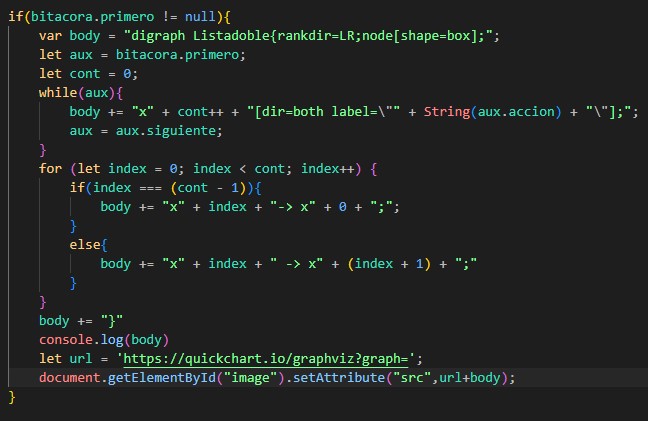 if(bitacora.primero != null){
var body = "digraph Listadoble{rankdir=LR;node[shape=box];";
let aux = bitacora.primero;
let cont = 0;
while(aux){
body += "x" + cont++ + "[dir=both label=\"" + String(aux.accion) + "\"];";
aux = aux.siguiente;
}
for (let index = 0; index < cont; index++) {
if(index === (cont - 1)){
body += "x" + index + "-> x" + 0 + ";";
}
else{
body += "x" + index + " -> x" + (index + 1) + ";"
}
}
body += "}"
console.log(body)
let url = 'https://quickchart.io/graphviz?graph=';
document.getElementById("image").setAttribute("src",url+body);
}